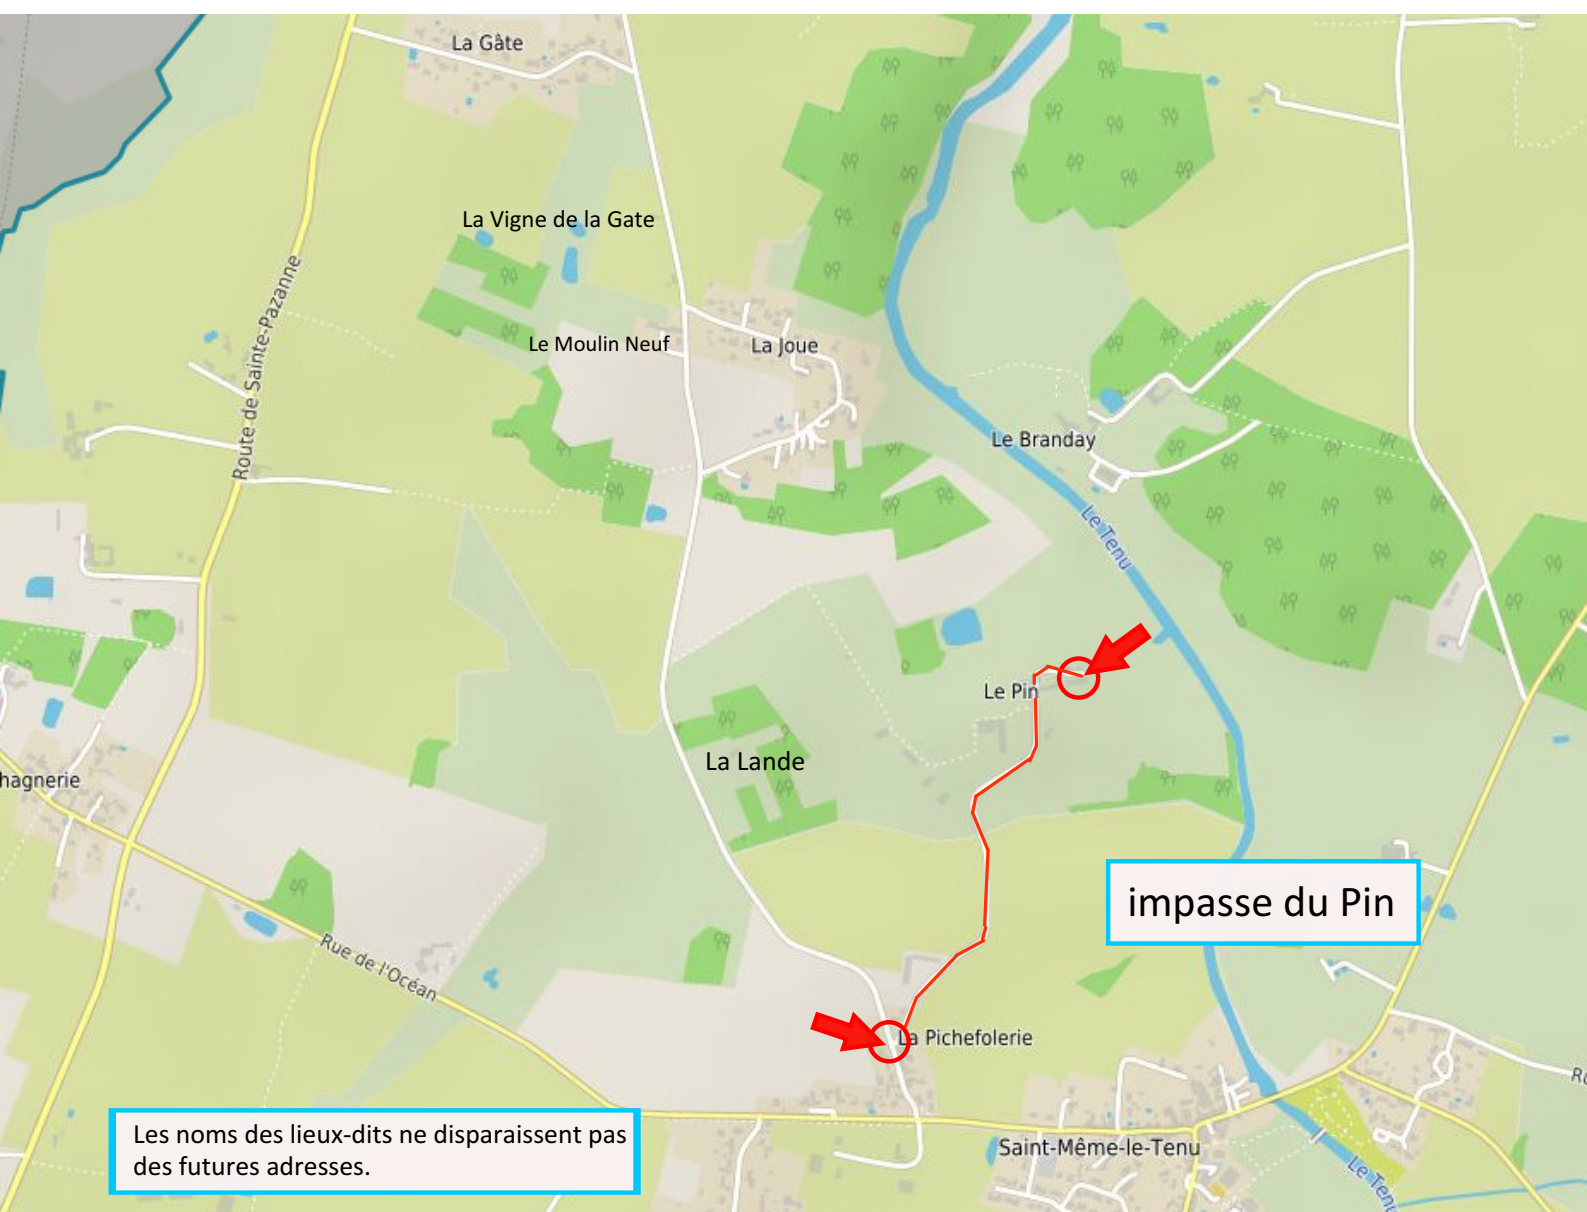 La Gâte
La Vigne de la Gate
Route de Sainte-Pazanne
Le Moulin Neuf
La Joue
Le Branday
Le Tenu
Le Pin
La Lande
hagnerie
impasse du Pin
Rue de l'Océan
La Pichefolerie
Les noms des lieux-dits ne disparaissent pas
des futures adresses.
Saint-Même-le-Tenu
Le Tenu